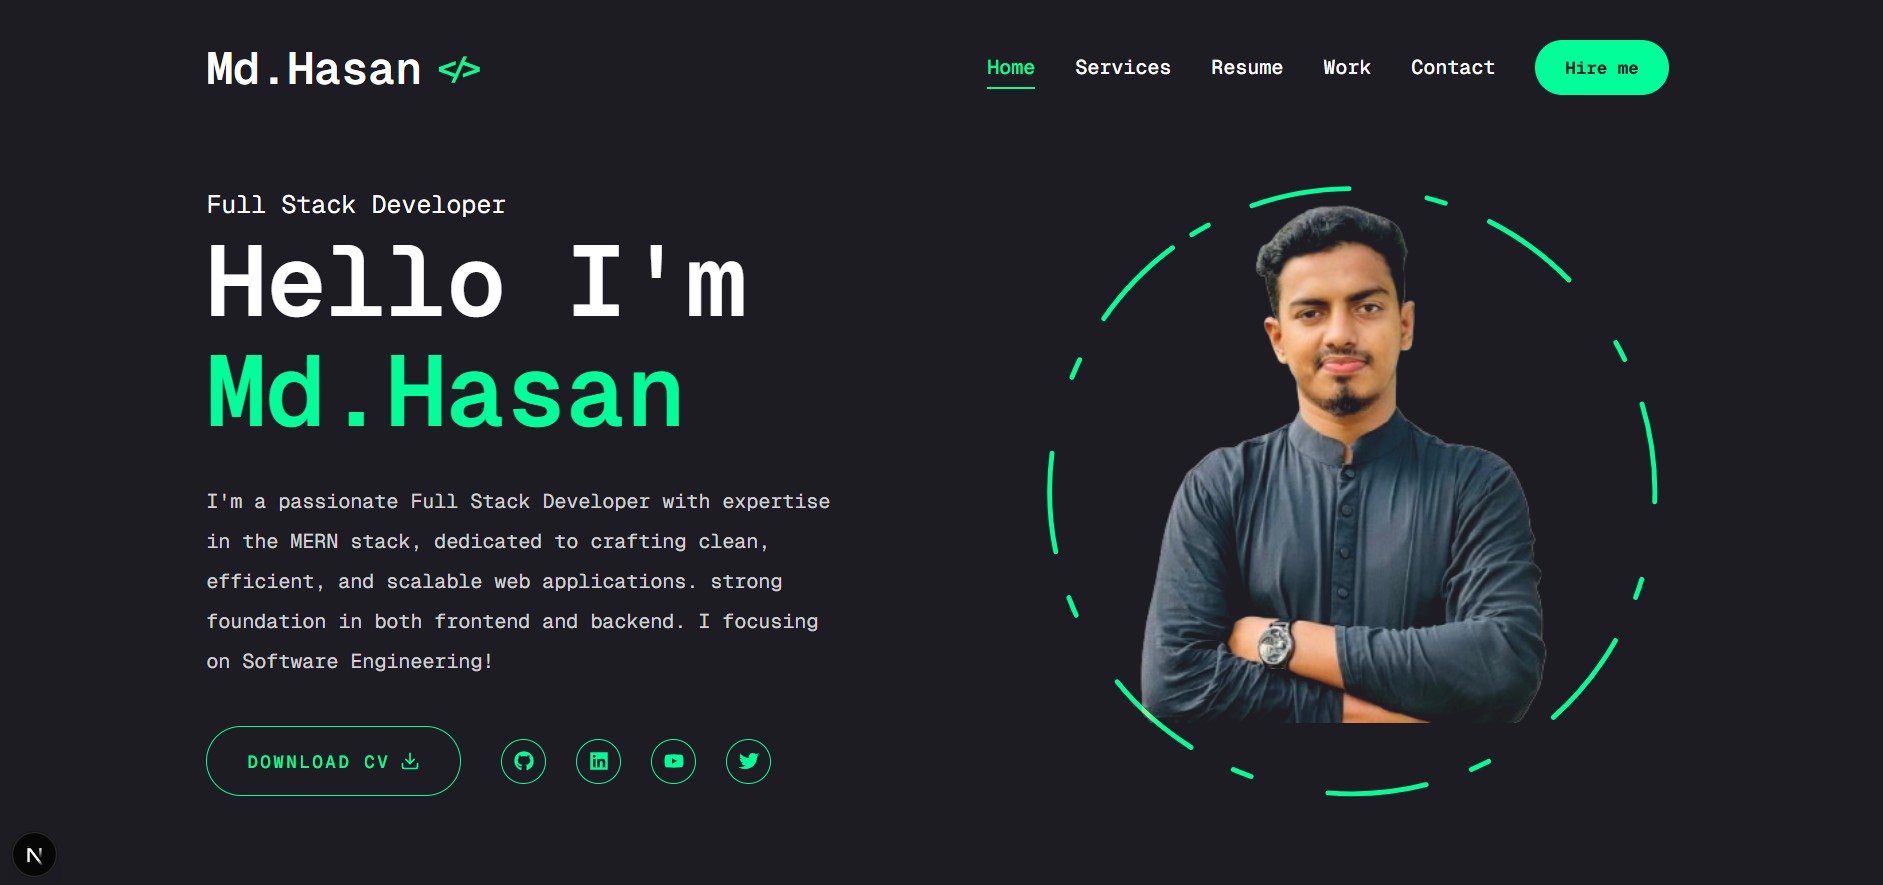 Md.Hasan </>
Home Services Resume Work Contact Hire me
Full Stack Developer
Hello I'm
Md.Hasan
I'm a passionate Full Stack Developer with expertise
in the MERN stack, dedicated to crafting clean,
efficient, and scalable web applications. strong
foundation in both frontend and backend. I focusing
on Software Engineering!
DOWNLOAD CV
in
N